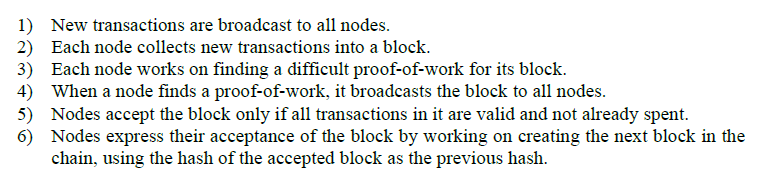 1) New transactions are broadcast to all nodes.
2) Each node collects new transactions into a block.
3) Each node works on finding a difficult proof-of-work for its block.
4) When a node finds a proof-of-work, it broadcasts the block to all nodes.
5) Nodes accept the block only if all transactions in it are valid and not already spent.
6) Nodes express their acceptance of the block by working on creating the next block in the
chain, using the hash of the accepted block as the previous hash.